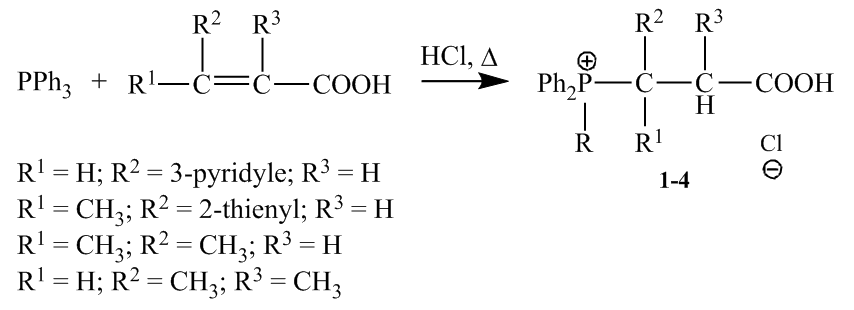 R² R³ R² R³
PPh₃ + R¹—C=C—COOH HCl, Δ Ph₂P⊕—C—C—COOH
H
R R¹ Cl
1-4 ⊖
R¹ = H; R² = 3-pyridyle; R³ = H
R¹ = CH₃; R² = 2-thienyl; R³ = H
R¹ = CH₃; R² = CH₃; R³ = H
R¹ = H; R² = CH₃; R³ = CH₃